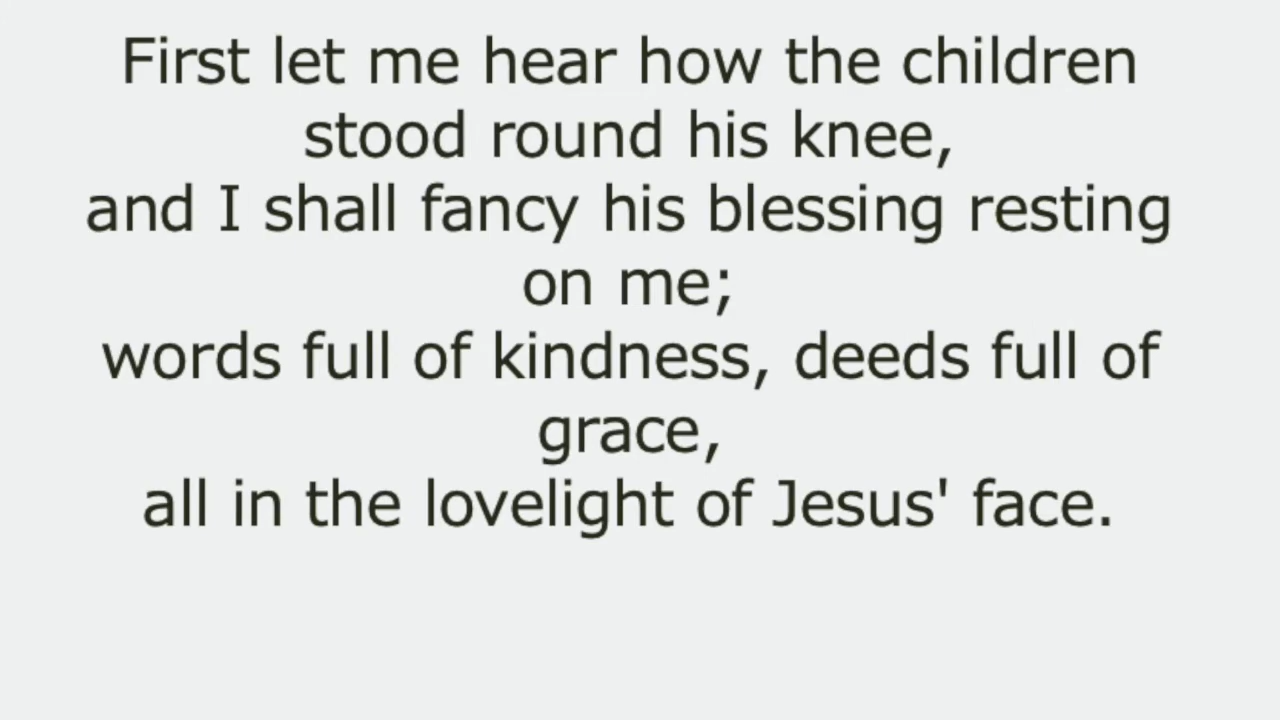 First let me hear how the children
stood round his knee,
and I shall fancy his blessing resting
on me;
words full of kindness, deeds full of
grace,
all in the lovelight of Jesus' face.